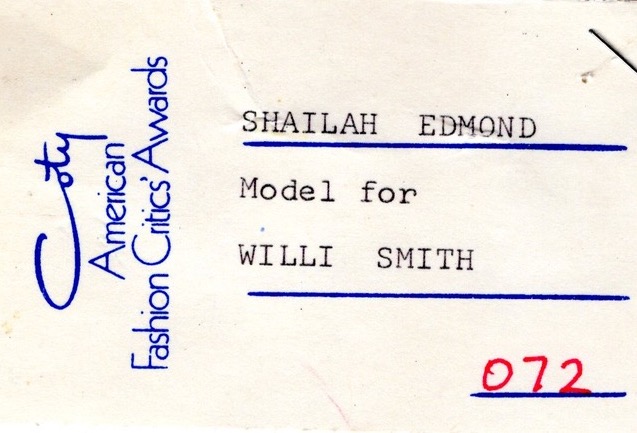 Coty
American
Fashion Critics' Awards
SHAILAH EDMOND
Model for
WILLI SMITH
072